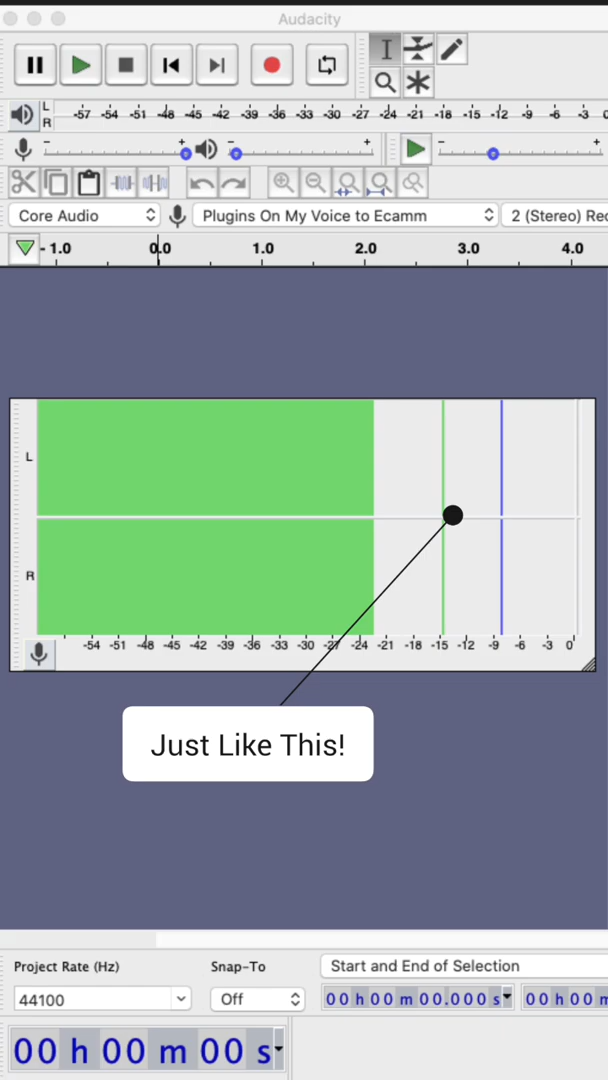 Audacity
L
R
-57 -54 -51 -48 -45 -42 -39 -36 -33 -30 -27 -24 -21 -18 -15 -12 -9 -6 -3 0
- + - + - +
Core Audio Plugins On My Voice to Ecamm 2 (Stereo) Rec
- 1.0 0.0 1.0 2.0 3.0 4.0
L
R
-54 -51 -48 -45 -42 -39 -36 -33 -30 -27 -24 -21 -18 -15 -12 -9 -6 -3 0
Just Like This!
Project Rate (Hz) Snap-To Start and End of Selection
44100 Off 00 h 00 m 00.000 s 00 h 00 m
00 h 00 m 00 s